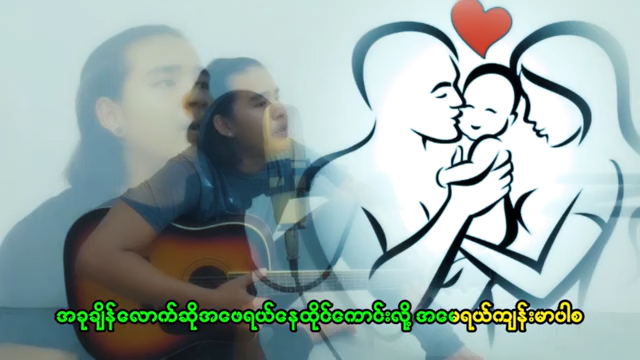 အခုချိန်လောက်ဆိုအဖေရယ်နေထိုင်ကောင်းလို့ အမေရယ်ကျန်းမာပါစ